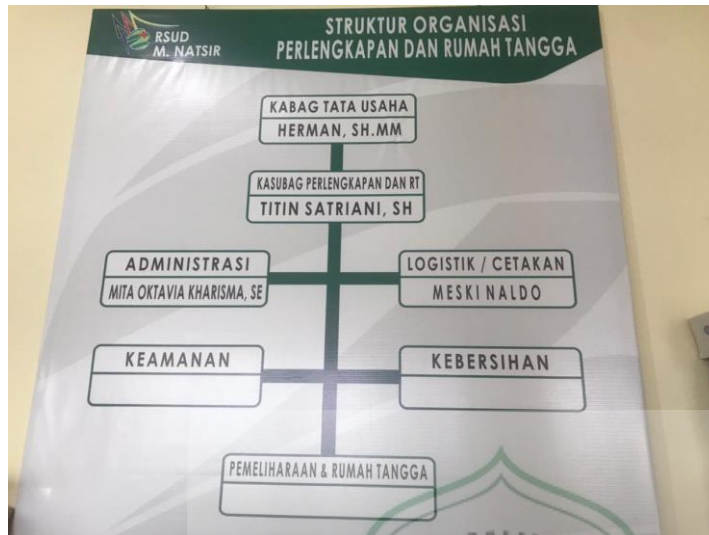 RSUD
M. NATSIR
STRUKTUR ORGANISASI
PERLENGKAPAN DAN RUMAH TANGGA
KABAG TATA USAHA
HERMAN, SH.MM
KASUBAG PERLENGKAPAN DAN RT
TITIN SATRIANI, SH
ADMINISTRASI
MITA OKTAVIA KHARISMA, SE
LOGISTIK / CETAKAN
MESKI NALDO
KEAMANAN
KEBERSIHAN
PEMELIHARAAN & RUMAH TANGGA